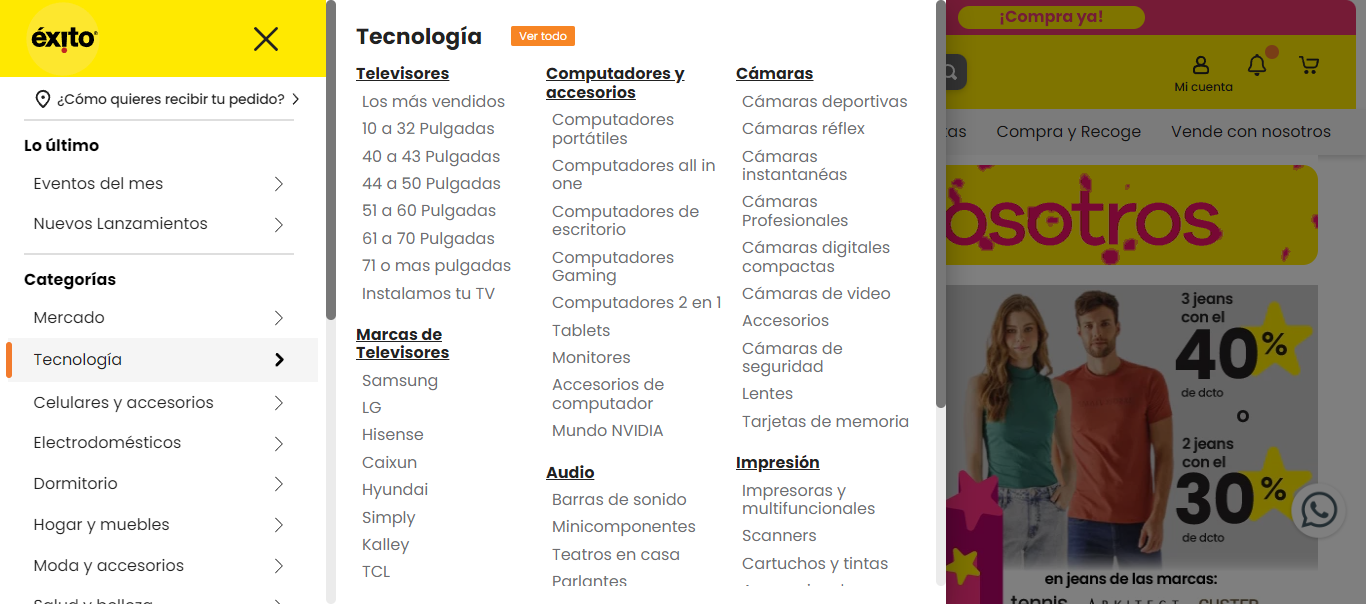 éxito
¿Cómo quieres recibir tu pedido?
Lo último
Eventos del mes
Nuevos Lanzamientos
Categorías
Mercado
Tecnología
Celulares y accesorios
Electrodomésticos
Dormitorio
Hogar y muebles
Moda y accesorios
Salud y belleza
Tecnología
Ver todo
Televisores
Los más vendidos
10 a 32 Pulgadas
40 a 43 Pulgadas
44 a 50 Pulgadas
51 a 60 Pulgadas
61 a 70 Pulgadas
71 o mas pulgadas
Instalamos tu TV
Marcas de
Televisores
Samsung
LG
Hisense
Caixun
Hyundai
Simply
Kalley
TCL
Computadores y
accesorios
Computadores
portátiles
Computadores all in
one
Computadores de
escritorio
Computadores
Gaming
Computadores 2 en 1
Tablets
Monitores
Accesorios de
computador
Mundo NVIDIA
Audio
Barras de sonido
Minicomponentes
Teatros en casa
Parlantes
Cámaras
Cámaras deportivas
Cámaras réflex
Cámaras
instantanéas
Cámaras
Profesionales
Cámaras digitales
compactas
Cámaras de video
Accesorios
Cámaras de
seguridad
Lentes
Tarjetas de memoria
Impresión
Impresoras y
multifuncionales
Scanners
Cartuchos y tintas
¡Compra ya!
Mi cuenta
tas
Compra y Recoge
Vende con nosotros
osotros
3 jeans
con el
40%
de dcto
o
2 jeans
con el
30%
de dcto
en jeans de las marcas:
tennis ARKITECT CUSTER